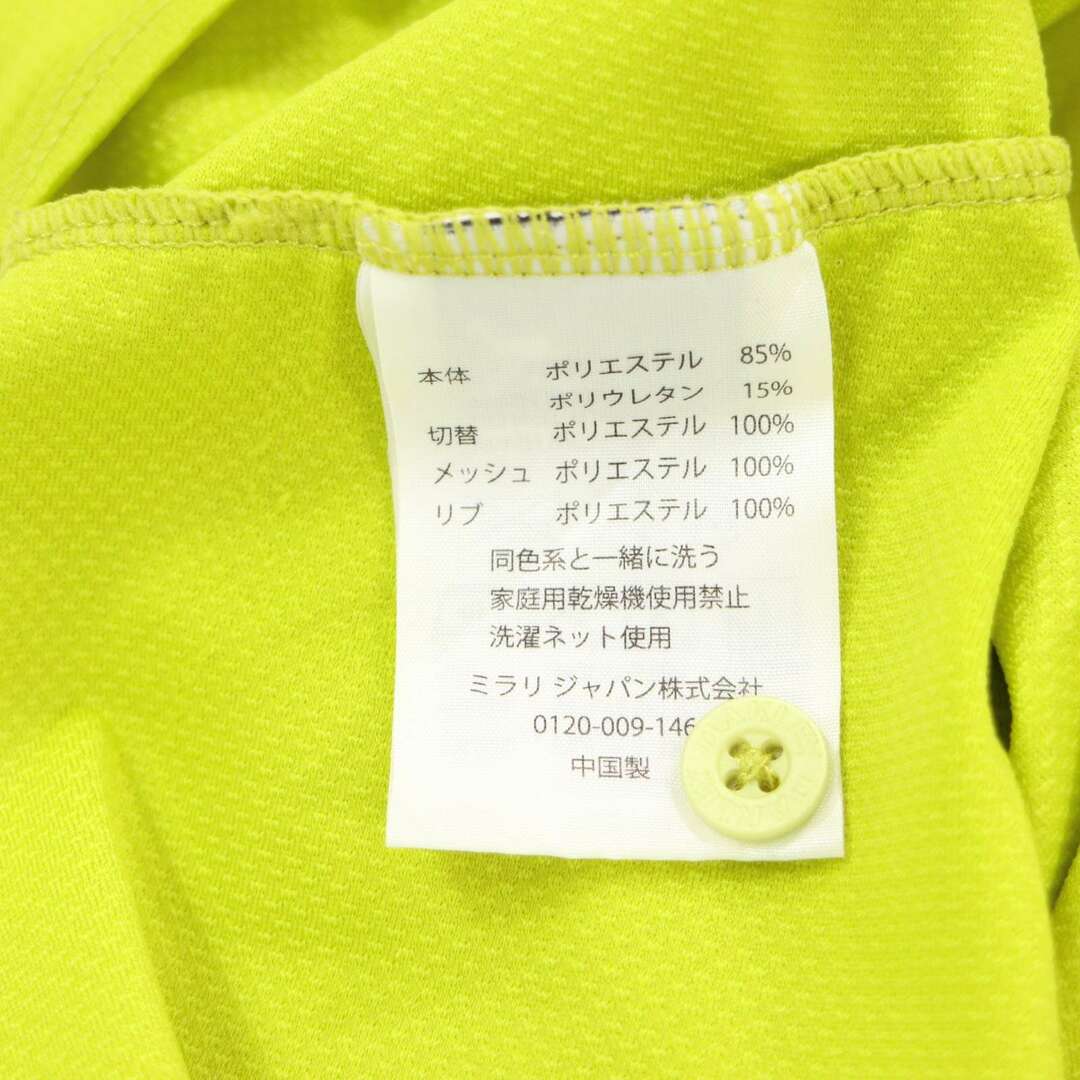 本体 ポリエステル 85%
ポリウレタン 15%
切替 ポリエステル 100%
メッシュ ポリエステル 100%
リブ ポリエステル 100%
同色系と一緒に洗う
家庭用乾燥機使用禁止
洗濯ネット使用
ミラリ ジャパン株式会社
0120-009-146
中国製